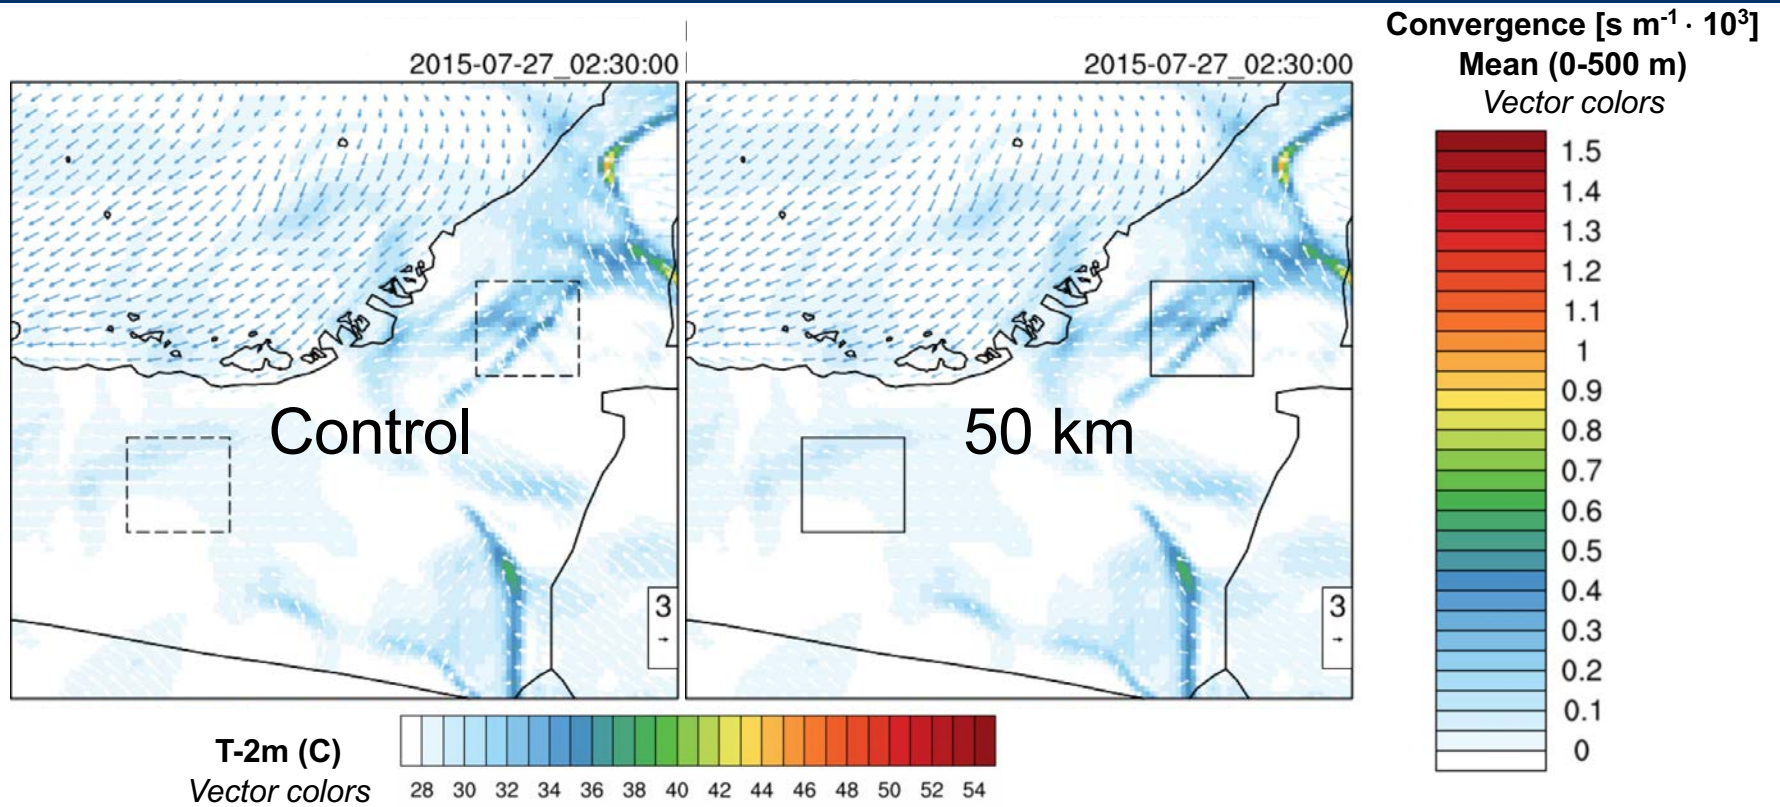 2015-07-27_02:30:00
2015-07-27_02:30:00
Convergence [s m⁻¹ · 10³]
Mean (0-500 m)
Vector colors
1.5
1.4
1.3
1.2
1.1
1
0.9
0.8
0.7
0.6
0.5
0.4
0.3
0.2
0.1
0
Control
50 km
3
3
T-2m (C)
Vector colors
28 30 32 34 36 38 40 42 44 46 48 50 52 54